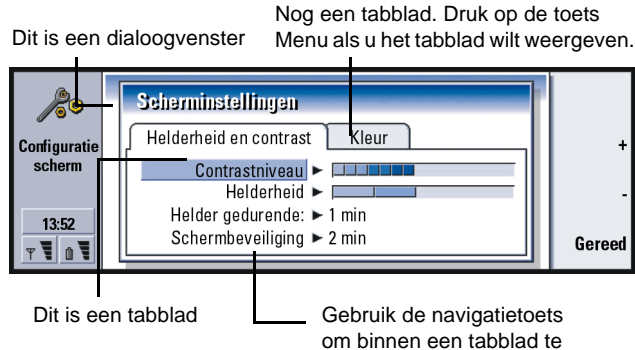 Nog een tabblad. Druk op de toets
Dit is een dialoogvenster
Menu als u het tabblad wilt weergeven.
Scherminstellingen
Configuratie
scherm
Helderheid en contrast
Kleur
Contrastniveau
Helderheid
Helder gedurende: 1 min
Schermbeveiliging 2 min
13:52
+
-
Gereed
Dit is een tabblad
Gebruik de navigatietoets
om binnen een tabblad te